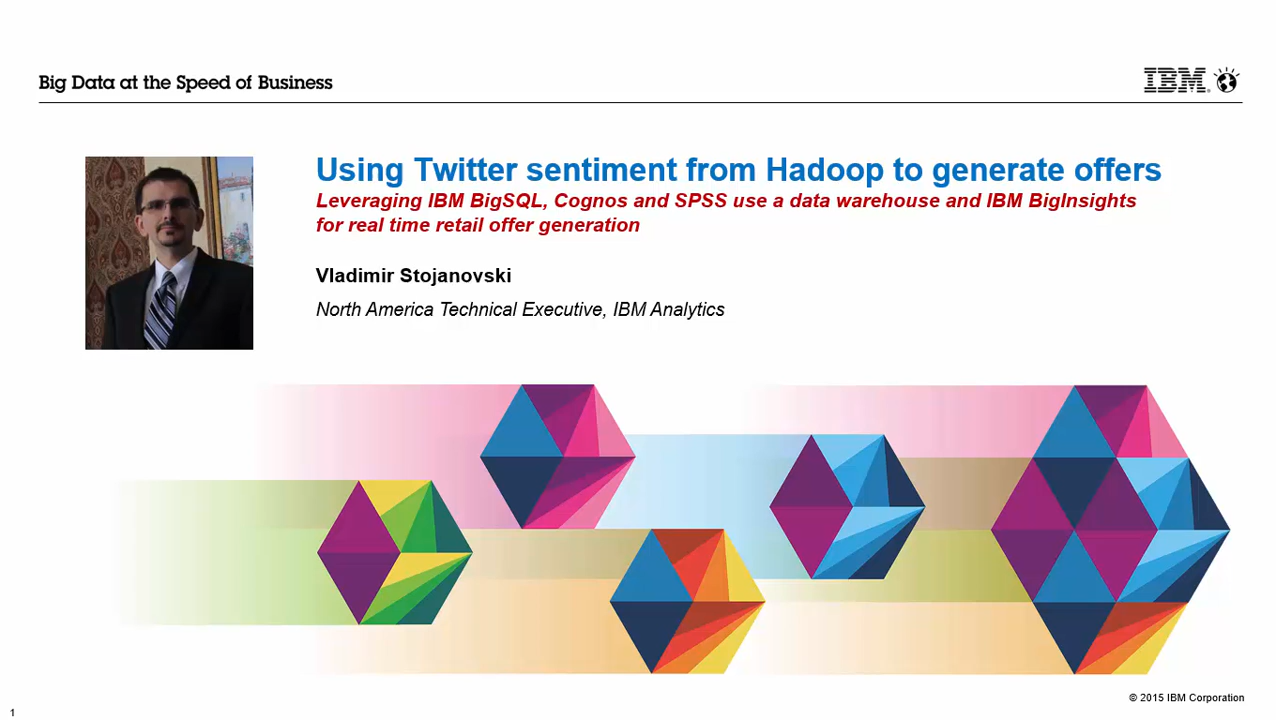 Big Data at the Speed of Business
IBM®
Using Twitter sentiment from Hadoop to generate offers
Leveraging IBM BigSQL, Cognos and SPSS use a data warehouse and IBM BigInsights
for real time retail offer generation
Vladimir Stojanovski
North America Technical Executive, IBM Analytics
© 2015 IBM Corporation
1